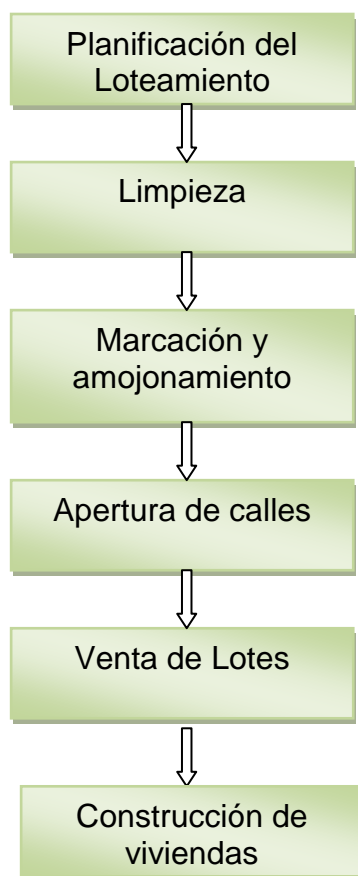 Planificación del
Loteamiento
Limpieza
Marcación y
amojonamiento
Apertura de calles
Venta de Lotes
Construcción de
viviendas